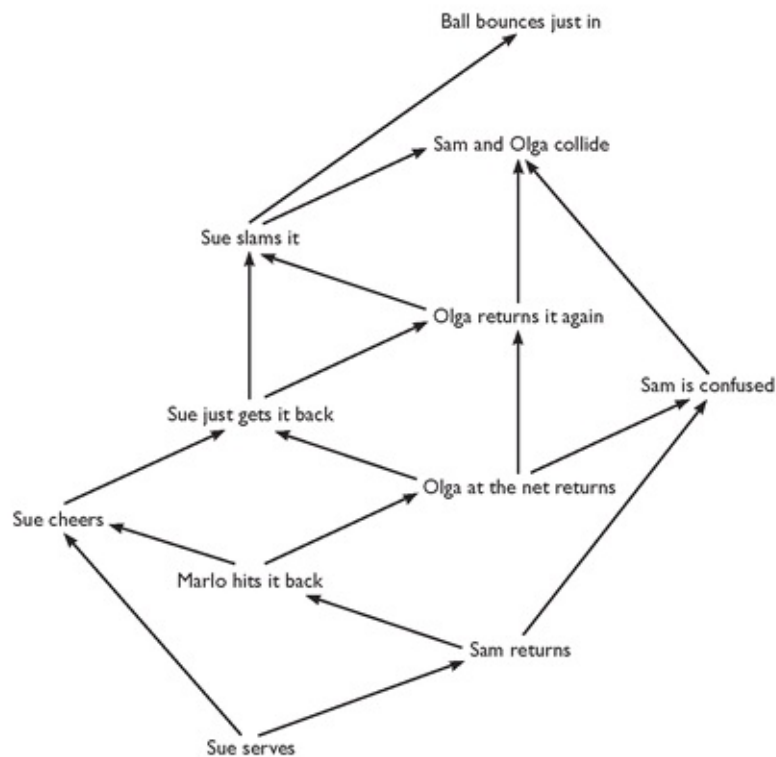 Ball bounces just in
Sam and Olga collide
Sue slams it
Olga returns it again
Sam is confused
Sue just gets it back
Olga at the net returns
Sue cheers
Marlo hits it back
Sam returns
Sue serves